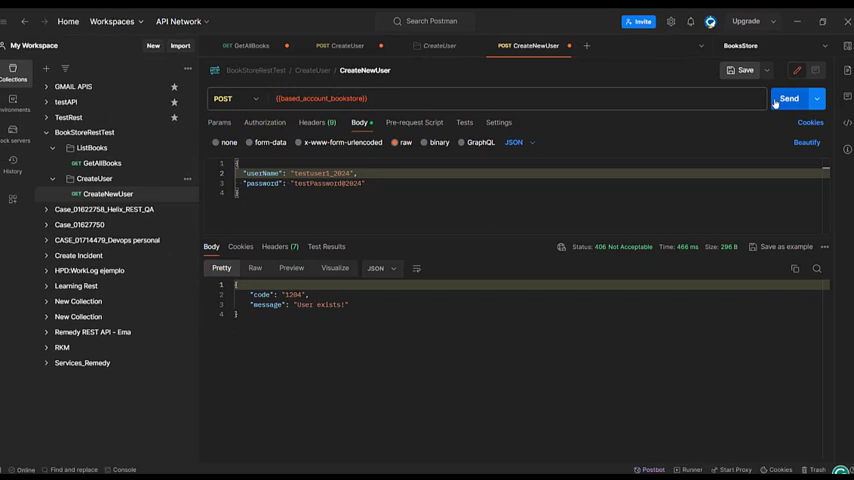 Home Workspaces API Network Search Postman Invite Upgrade
My Workspace New Import GetAllBooks CreateUser CreateUser CreateNewUser BooksStore
BookStoreRestTest / CreateUser / CreateNewUser Save
Collections
GMAIL APIS
testAPI
TestRest
BookStoreRestTest
ListBooks
GET GetAllBooks
CreateUser
GET CreateNewUser
Case_01622758_Helix_REST_QA
Case_01627750
CASE_01714479_Devops personal
Create Incident
HPD:WorkLog ejemplo
Learning Rest
New Collection
New Collection
Remedy REST API - Ema
RKM
Services_Remedy
nvironments
ock servers
History
POST {{based_account_bookstore}} Send
Params Authorization Headers (9) Body Pre-request Script Tests Settings Cookies
none form-data x-www-form-urlencoded raw binary GraphQL JSON Beautify
1 {
2 "userName": "testuser1_2024",
3 "password": "testPassword@2024"
4 }
Body Cookies Headers (7) Test Results Status: 406 Not Acceptable Time: 466 ms Size: 296 B Save as example
Pretty Raw Preview Visualize JSON
1 {
2 "code": "1204",
3 "message": "User exists!"
4 }
Online Find and replace Console Postbot Runner Start Proxy Cookies Trash